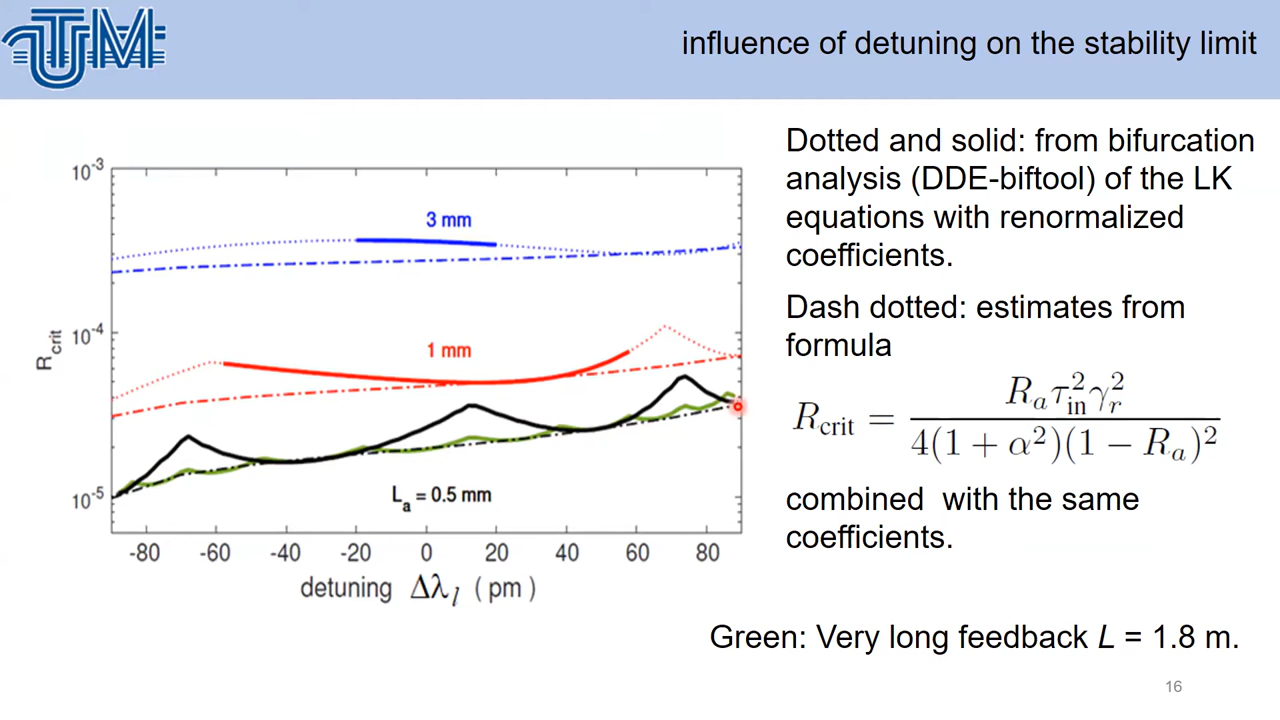 UTM
influence of detuning on the stability limit
Dotted and solid: from bifurcation
analysis (DDE-biftool) of the LK
equations with renormalized
coefficients.
Dash dotted: estimates from
formula
R_crit = R_a τ_in^2 γ_r^2 / 4(1 + α^2)(1 − R_a)^2
combined with the same
coefficients.
10^-3
3 mm
10^-4
R_crit
1 mm
10^-5
L_a = 0.5 mm
-80 -60 -40 -20 0 20 40 60 80
detuning Δλ_l ( pm )
Green: Very long feedback L = 1.8 m.
16